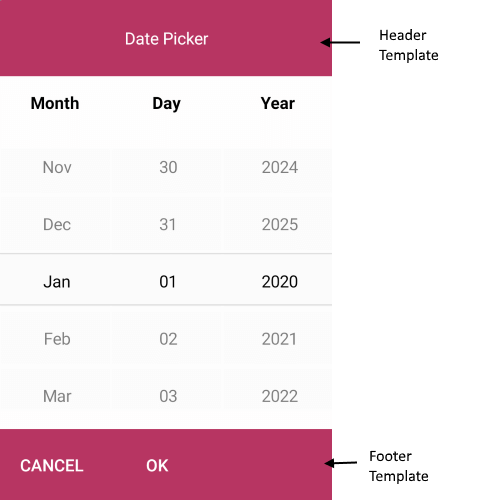 Date Picker
Header
Template
Month Day Year
Nov 30 2024
Dec 31 2025
Jan 01 2020
Feb 02 2021
Mar 03 2022
CANCEL OK
Footer
Template